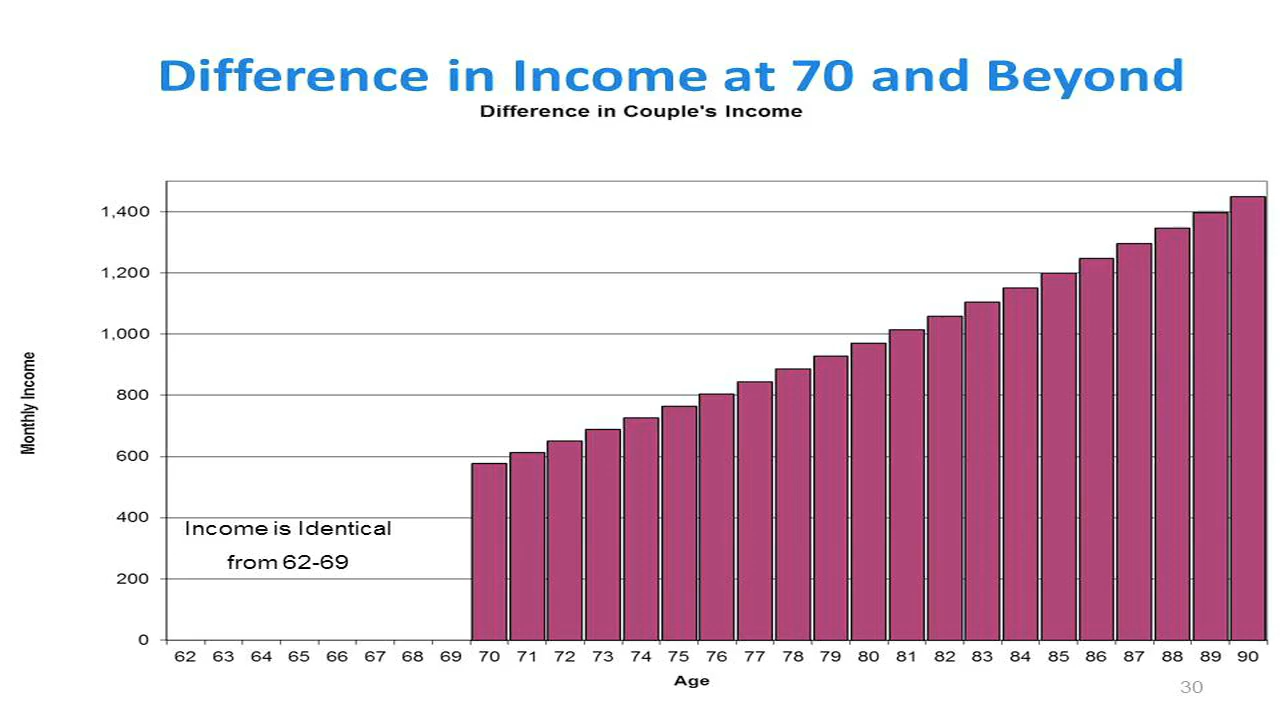 Difference in Income at 70 and Beyond
Difference in Couple's Income
Monthly Income
1,400
1,200
1,000
800
600
400
200
0
Income is Identical
from 62-69
62 63 64 65 66 67 68 69 70 71 72 73 74 75 76 77 78 79 80 81 82 83 84 85 86 87 88 89 90
Age
30